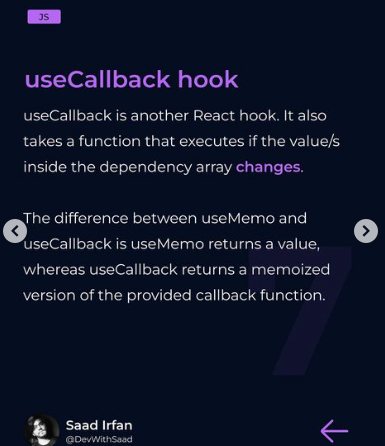 JS
useCallback hook
useCallback is another React hook. It also
takes a function that executes if the value/s
inside the dependency array changes.
The difference between useMemo and
useCallback is useMemo returns a value,
whereas useCallback returns a memoized
version of the provided callback function.
7
Saad Irfan
@DevWithSaad